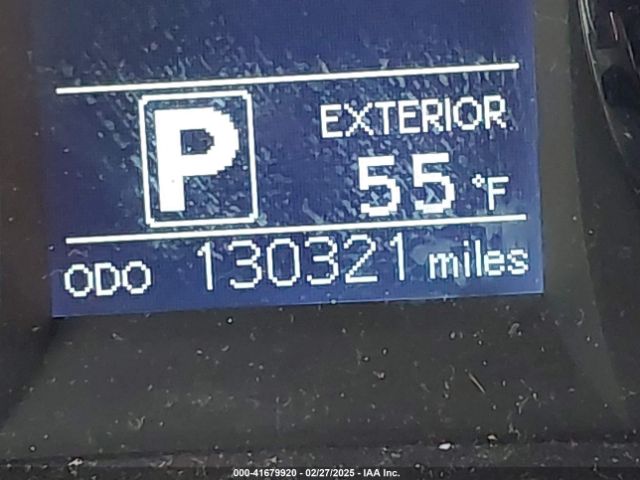 P
EXTERIOR
55 °F
ODO 130321 miles
000-41679920 - 02/27/2025 - IAA Inc.